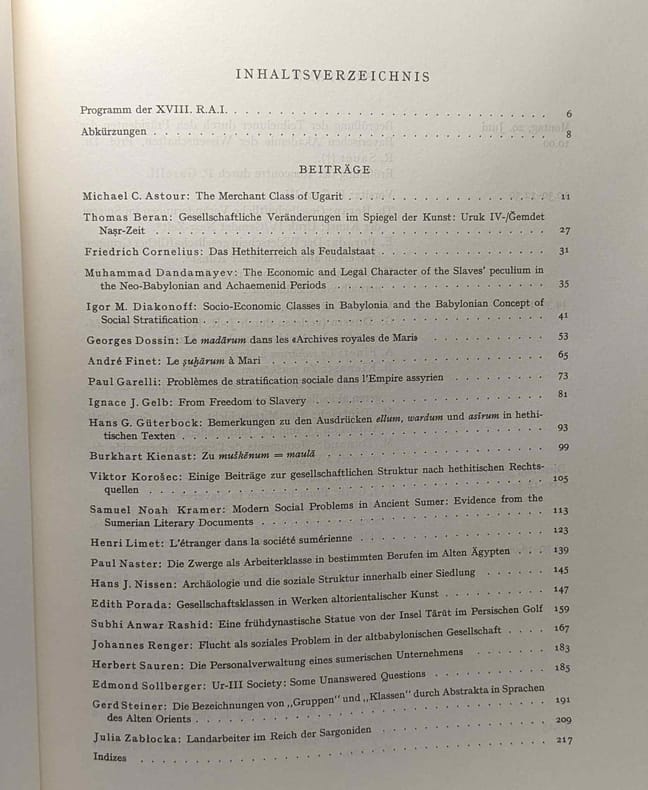 INHALTSVERZEICHNIS
Programm der XVIII. R.A.I. . . . . . . . . . . . . . . . . . . . . . . . . . . . 6
Abkürzungen . . . . . . . . . . . . . . . . . . . . . . . . . . . . . . . . . . 8
BEITRÄGE
Michael C. Astour: The Merchant Class of Ugarit . . . . . . . . . . . . . . . . 11
Thomas Beran: Gesellschaftliche Veränderungen im Spiegel der Kunst: Uruk IV-/Ǧemdet
Naṣr-Zeit . . . . . . . . . . . . . . . . . . . . . . . . . . . . . . . . . . 27
Friedrich Cornelius: Das Hethiterreich als Feudalstaat . . . . . . . . . . . . . . 31
Muhammad Dandamayev: The Economic and Legal Character of the Slaves' peculium in
the Neo-Babylonian and Achaemenid Periods . . . . . . . . . . . . . . . . . . 35
Igor M. Diakonoff: Socio-Economic Classes in Babylonia and the Babylonian Concept of
Social Stratification . . . . . . . . . . . . . . . . . . . . . . . . . . . . . 41
Georges Dossin: Le madārum dans les «Archives royales de Mari» . . . . . . . . . 53
André Finet: Le ṣuḫārum à Mari . . . . . . . . . . . . . . . . . . . . . . . . 65
Paul Garelli: Problèmes de stratification sociale dans l'Empire assyrien . . . . . . . 73
Ignace J. Gelb: From Freedom to Slavery . . . . . . . . . . . . . . . . . . . . 81
Hans G. Güterbock: Bemerkungen zu den Ausdrücken ellum, wardum und asīrum in hethi-
tischen Texten . . . . . . . . . . . . . . . . . . . . . . . . . . . . . . . . 93
Burkhart Kienast: Zu muškēnum = maulā . . . . . . . . . . . . . . . . . . . . 99
Viktor Korošec: Einige Beiträge zur gesellschaftlichen Struktur nach hethitischen Rechts-
quellen . . . . . . . . . . . . . . . . . . . . . . . . . . . . . . . . . . . 105
Samuel Noah Kramer: Modern Social Problems in Ancient Sumer: Evidence from the
Sumerian Literary Documents . . . . . . . . . . . . . . . . . . . . . . . . . 113
Henri Limet: L'étranger dans la société sumérienne . . . . . . . . . . . . . . . . 123
Paul Naster: Die Zwerge als Arbeiterklasse in bestimmten Berufen im Alten Ägypten . . . 139
Hans J. Nissen: Archäologie und die soziale Struktur innerhalb einer Siedlung . . . . . . 145
Edith Porada: Gesellschaftsklassen in Werken altorientalischer Kunst . . . . . . . . . 147
Subhi Anwar Rashid: Eine frühdynastische Statue von der Insel Tārūt im Persischen Golf 159
Johannes Renger: Flucht als soziales Problem in der altbabylonischen Gesellschaft . . . . 167
Herbert Sauren: Die Personalverwaltung eines sumerischen Unternehmens . . . . . . . 183
Edmond Sollberger: Ur-III Society: Some Unanswered Questions . . . . . . . . . . . 185
Gerd Steiner: Die Bezeichnungen von „Gruppen" und „Klassen" durch Abstrakta in Sprachen
des Alten Orients . . . . . . . . . . . . . . . . . . . . . . . . . . . . . . . 191
Julia Zabłocka: Landarbeiter im Reich der Sargoniden . . . . . . . . . . . . . . . 209
Indizes . . . . . . . . . . . . . . . . . . . . . . . . . . . . . . . . . . . . 217